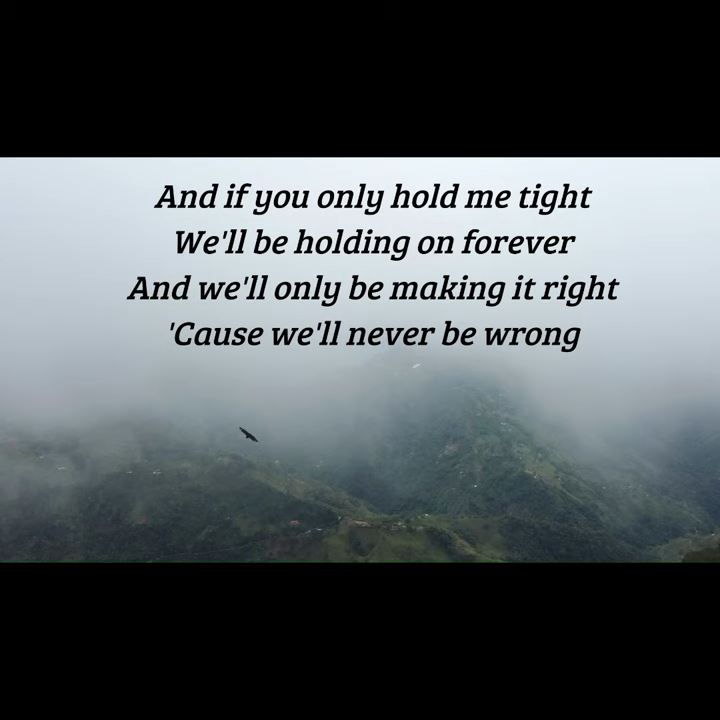 And if you only hold me tight
We'll be holding on forever
And we'll only be making it right
'Cause we'll never be wrong